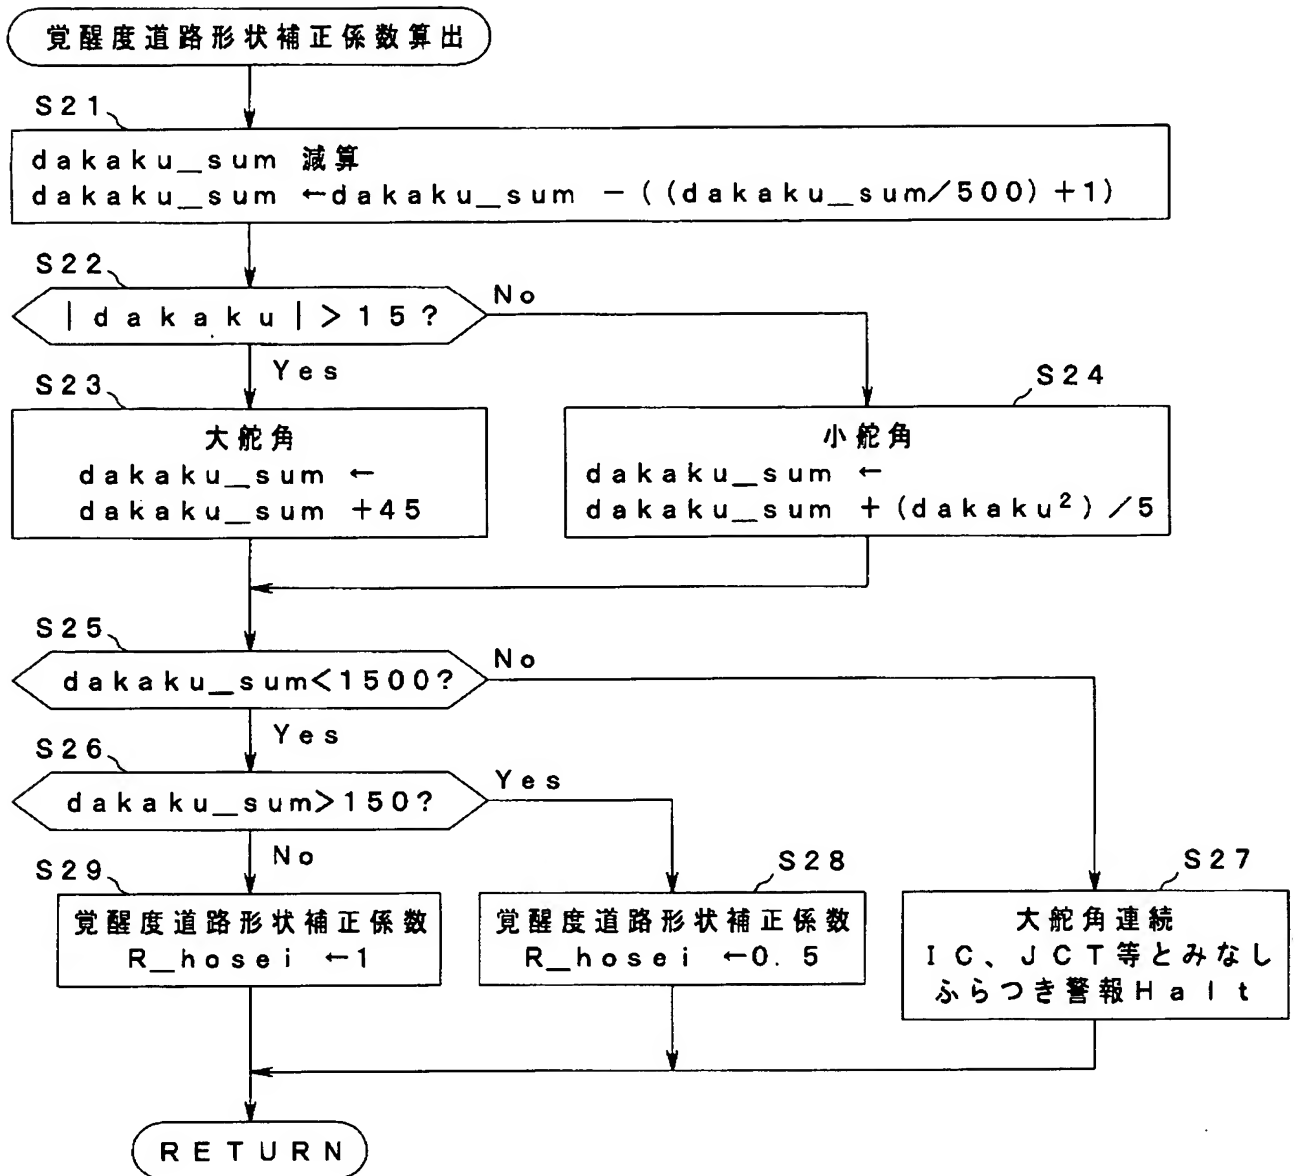 覚醒度道路形状補正係数算出
S21
dakaku_sum 減算
dakaku_sum ←dakaku_sum －((dakaku_sum/500)+1)
S22
|dakaku|>15?
No
Yes
S23
S24
大舵角
dakaku_sum ←
dakaku_sum +45
小舵角
dakaku_sum ←
dakaku_sum +(dakaku²)/5
S25
dakaku_sum<1500?
No
Yes
S26
dakaku_sum>150?
Yes
No
S29
S28
S27
覚醒度道路形状補正係数
R_hosei ←1
覚醒度道路形状補正係数
R_hosei ←0.5
大舵角連続
IC、JCT等とみなし
ふらつき警報Halt
RETURN